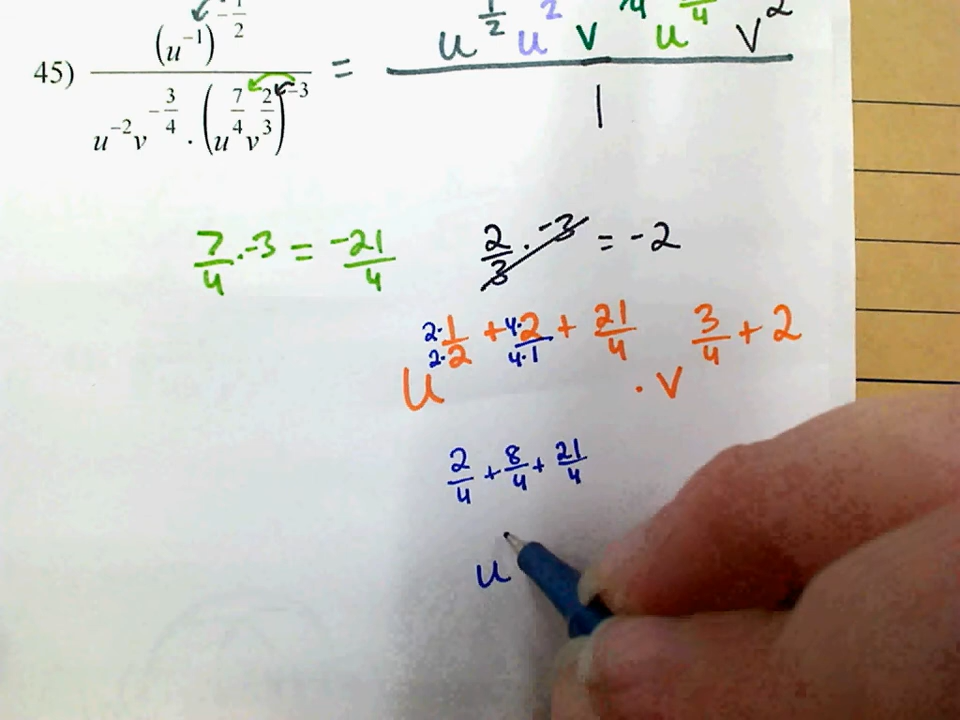 45) (u^{-1})^{-1/2} / (u^{-2}v^{-3/4} · (u^{7/4}v^{2/3})^{-3}) = u^{1/2} u^{2} v^{/4} u^{/4} v^{2} / 1
7/4 · -3 = -21/4    2/3 · -3 = -2
u^{2·1/2·2 + 4·2/4·1 + 21/4} · v^{3/4 + 2}
2/4 + 8/4 + 21/4
u